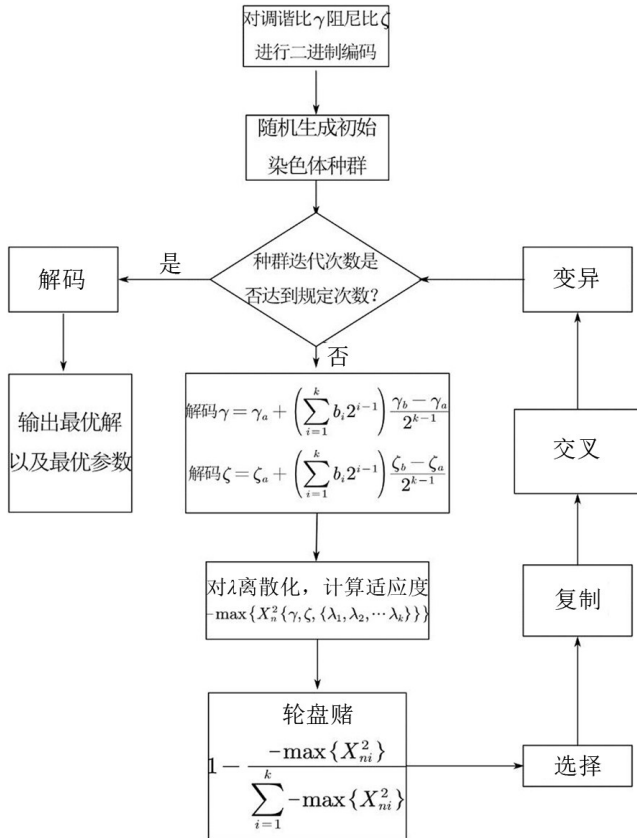 对调谐比γ阻尼比ζ
进行二进制编码
随机生成初始
染色体种群
种群迭代次数是
否达到规定次数?
是
解码
输出最优解
以及最优参数
否
解码γ = γ_a + (∑_{i=1}^{k} b_i 2^{i−1}) (γ_b − γ_a)/2^{k−1}
解码ζ = ζ_a + (∑_{i=1}^{k} b_i 2^{i−1}) (ζ_b − ζ_a)/2^{k−1}
对λ离散化，计算适应度
−max{X_n^2{γ,ζ,{λ_1,λ_2,⋯λ_k}}}
轮盘赌
1 − (−max{X_{ni}^2})/(∑_{i=1}^{k} −max{X_{ni}^2})
选择
复制
交叉
变异